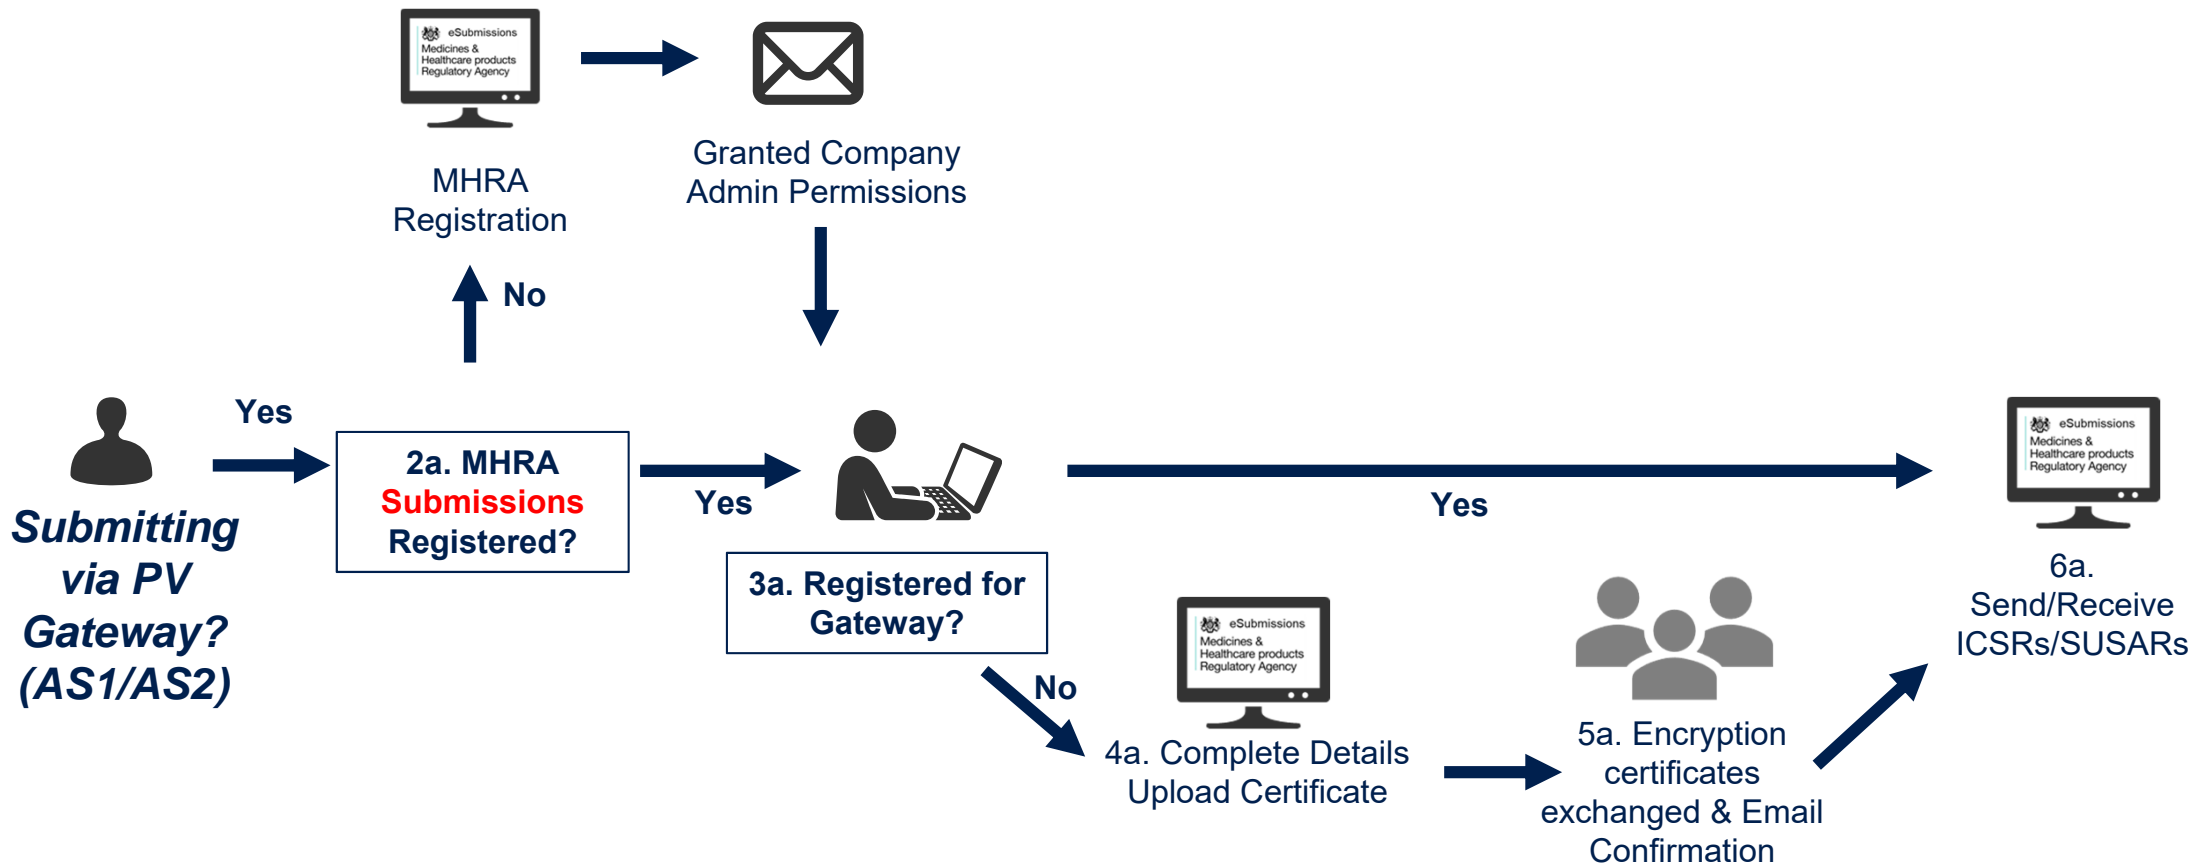 eSubmissions
Medicines &
Healthcare products
Regulatory Agency
MHRA
Registration
Granted Company
Admin Permissions
No
Yes
Submitting
via PV
Gateway?
(AS1/AS2)
2a. MHRA
Submissions
Registered?
Yes
3a. Registered for
Gateway?
Yes
No
eSubmissions
Medicines &
Healthcare products
Regulatory Agency
4a. Complete Details
Upload Certificate
5a. Encryption
certificates
exchanged & Email
Confirmation
eSubmissions
Medicines &
Healthcare products
Regulatory Agency
6a.
Send/Receive
ICSRs/SUSARs